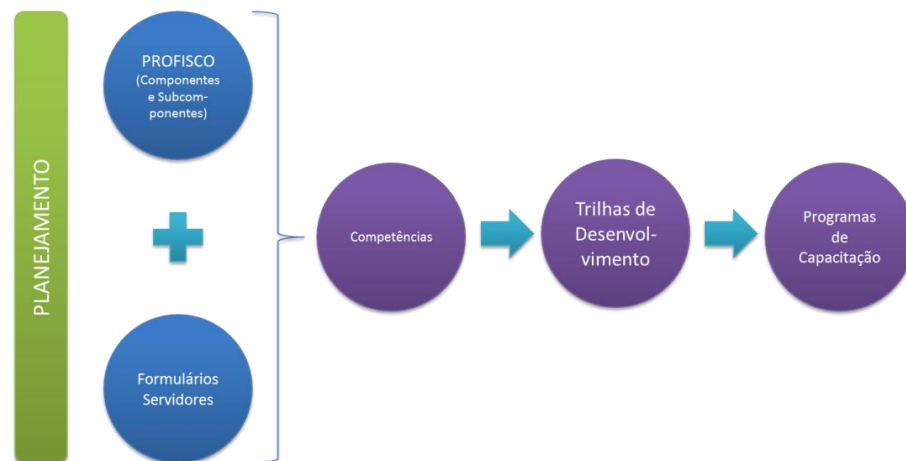 PLANEJAMENTO
PROFISCO
(Componentes
e Subcom-
ponentes)
Formulários
Servidores
Competências
Trilhas de
Desenvol-
vimento
Programas
de
Capacitação